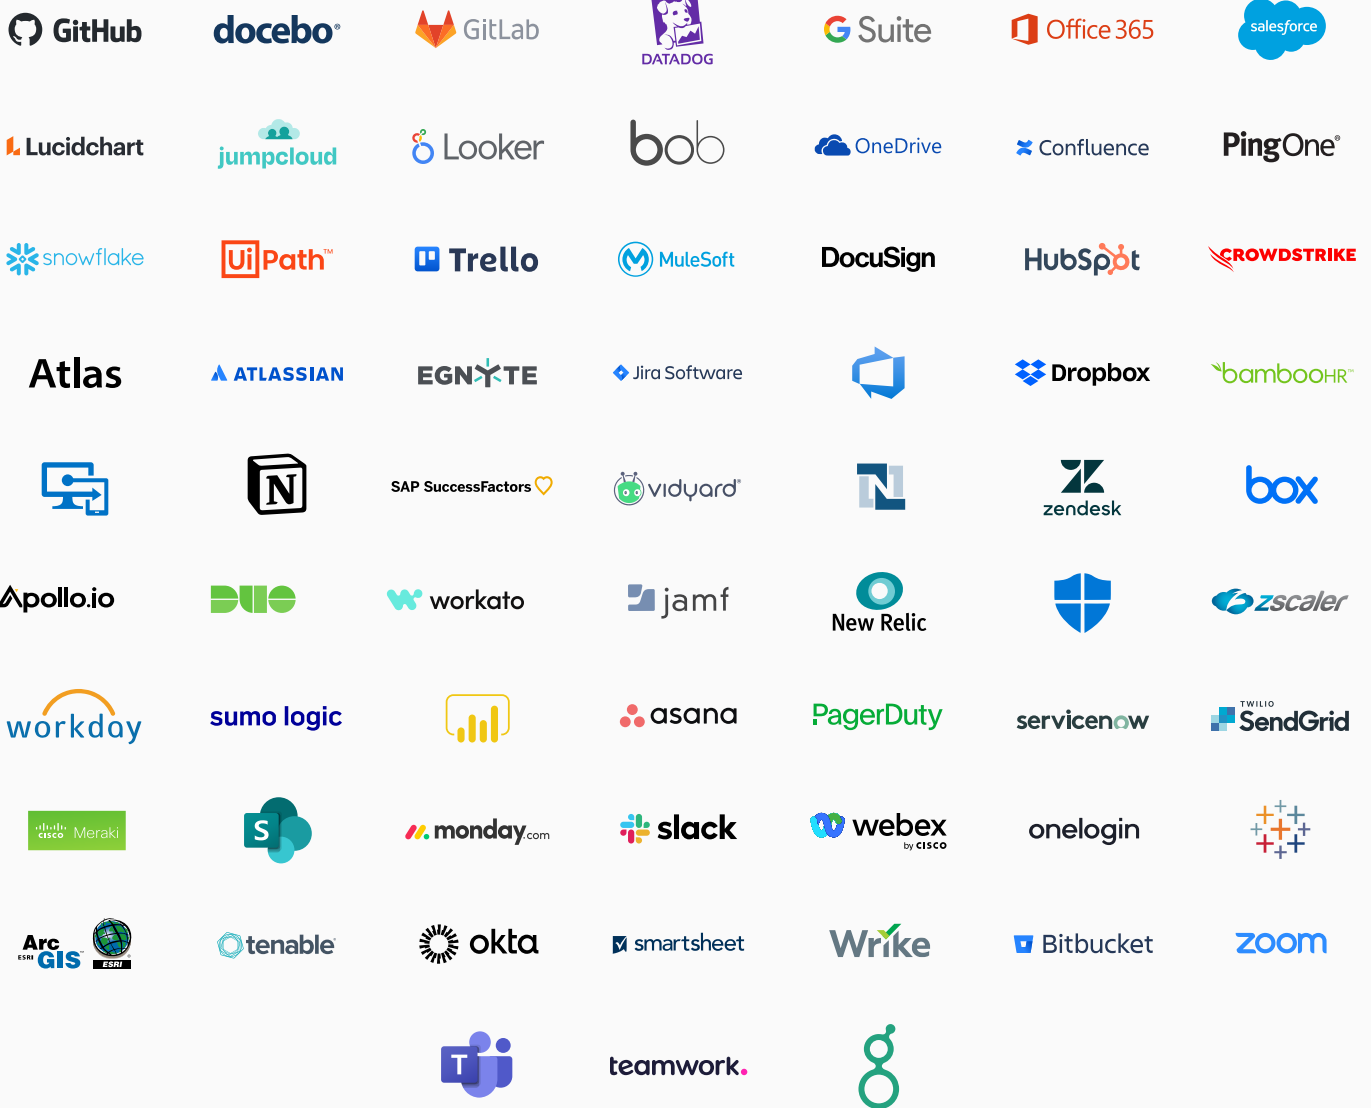 GitHub
docebo®
GitLab
DATADOG
G Suite
Office 365
salesforce
Lucidchart
jumpcloud
Looker
bob
OneDrive
Confluence
PingOne®
snowflake
UiPath™
Trello
MuleSoft
DocuSign
HubSpot
CROWDSTRIKE
Atlas
ATLASSIAN
EGNYTE
Jira Software
Dropbox
bambooHR™
N
SAP SuccessFactors
vidyard®
N
zendesk
box
Apollo.io
DUO
workato
jamf
New Relic
zscaler
workday
sumo logic
asana
PagerDuty
servicenow
TWILIO
SendGrid
CISCO Meraki
S
monday.com
slack
webex
by CISCO
onelogin
Arc
ESRI GIS
ESRI
tenable®
okta
smartsheet
Wrike
Bitbucket
zoom
T
teamwork.
g